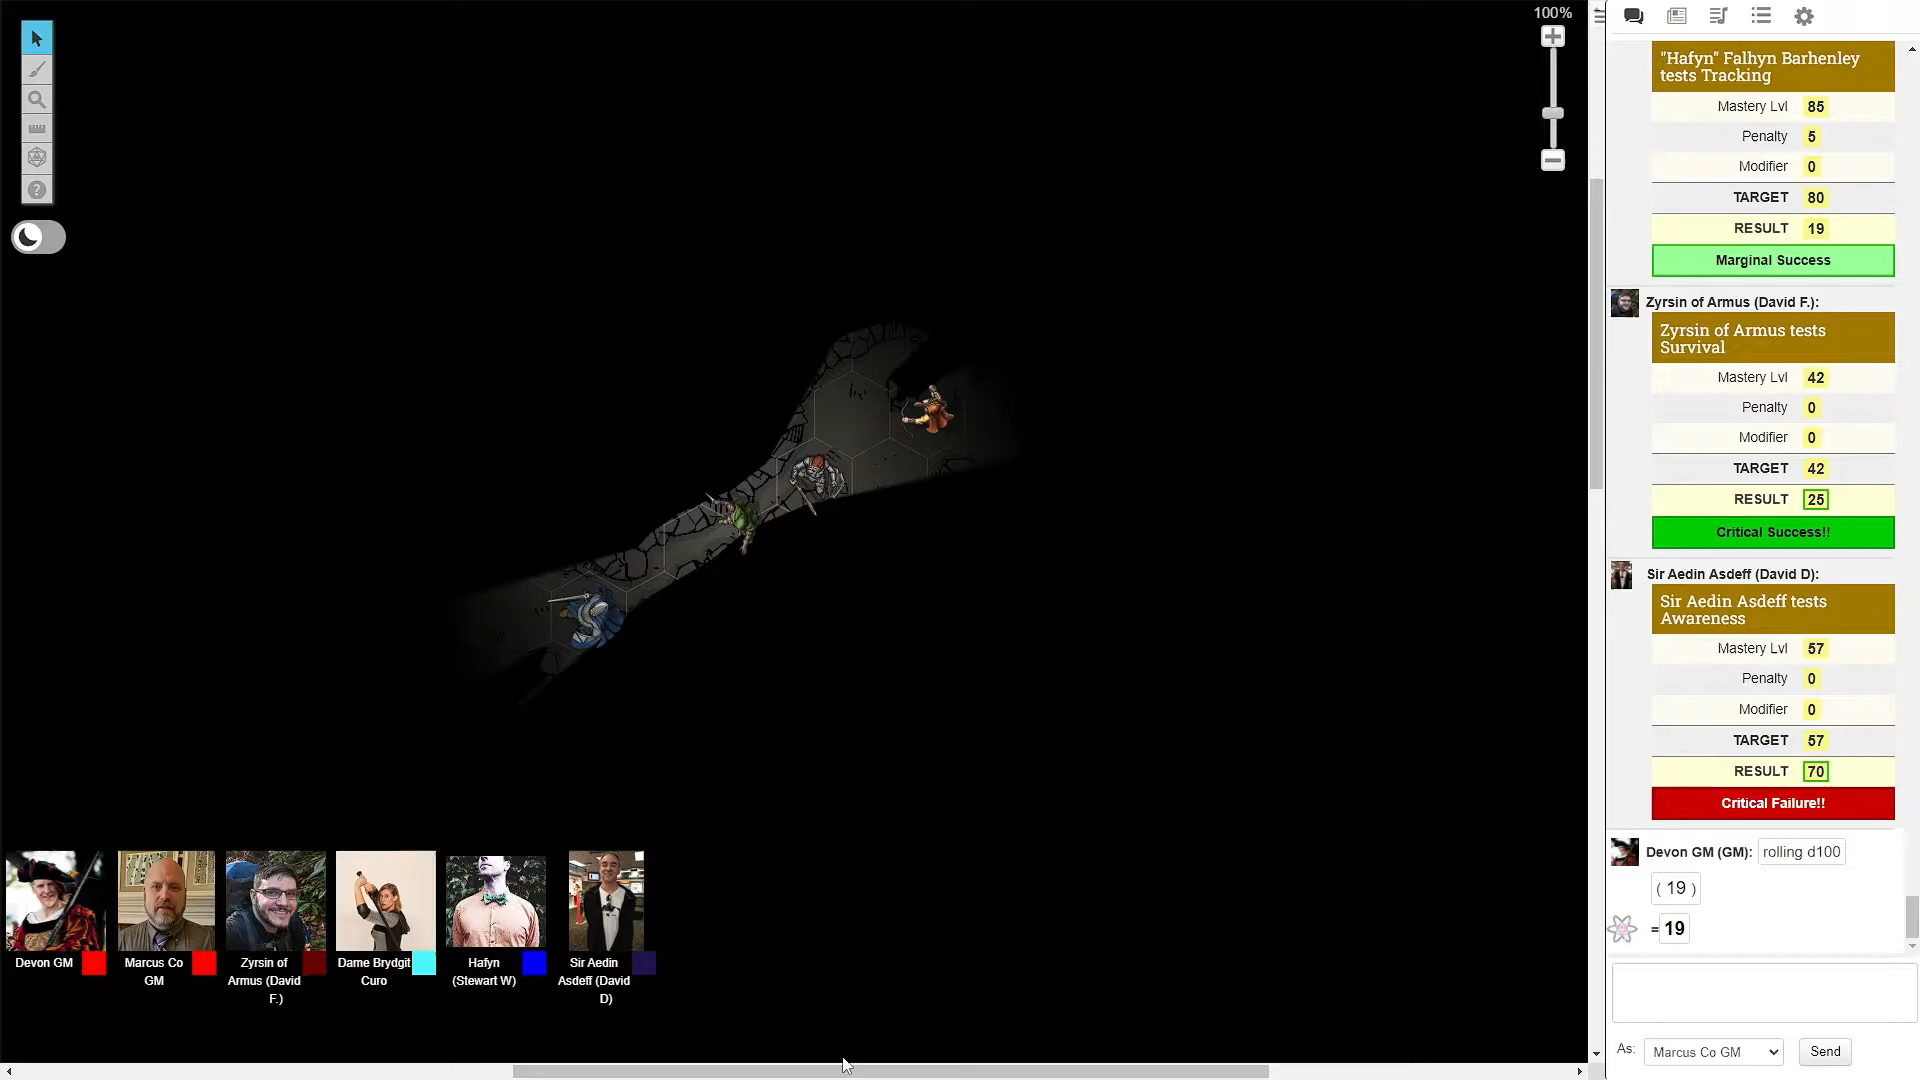 100%
"Hafyn" Falhyn Barhenley
tests Tracking
Mastery Lvl 85
Penalty 5
Modifier 0
TARGET 80
RESULT 19
Marginal Success
Zyrsin of Armus (David F.):
Zyrsin of Armus tests
Survival
Mastery Lvl 42
Penalty 0
Modifier 0
TARGET 42
RESULT 25
Critical Success!!
Sir Aedin Asdeff (David D):
Sir Aedin Asdeff tests
Awareness
Mastery Lvl 57
Penalty 0
Modifier 0
TARGET 57
RESULT 70
Critical Failure!!
Devon GM (GM): rolling d100
(19)
=19
As: Marcus Co GM Send
Devon GM
Marcus Co
GM
Zyrsin of
Armus (David
F.)
Dame Brydgit
Curo
Hafyn
(Stewart W)
Sir Aedin
Asdeff (David
D)